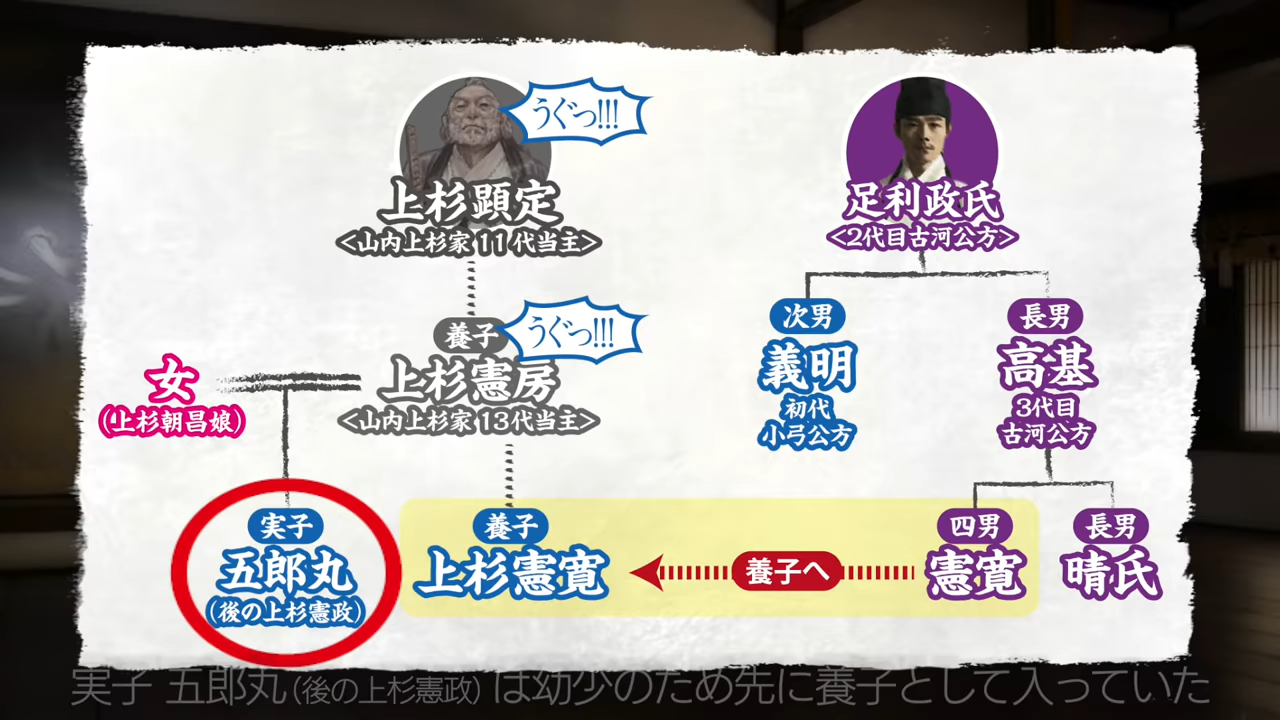 うぐっ!!!
上杉顕定
<山内上杉家 11代当主>
足利政氏
<2代目古河公方>
養子
うぐっ!!!
上杉憲房
<山内上杉家 13代当主>
女
(上杉朝昌娘)
次男
義明
初代
小弓公方
長男
高基
3代目
古河公方
実子
五郎丸
(後の上杉憲政)
養子
上杉憲寛
養子へ
四男
憲寛
長男
晴氏
実子 五郎丸(後の上杉憲政) は幼少のため先に養子として入っていた